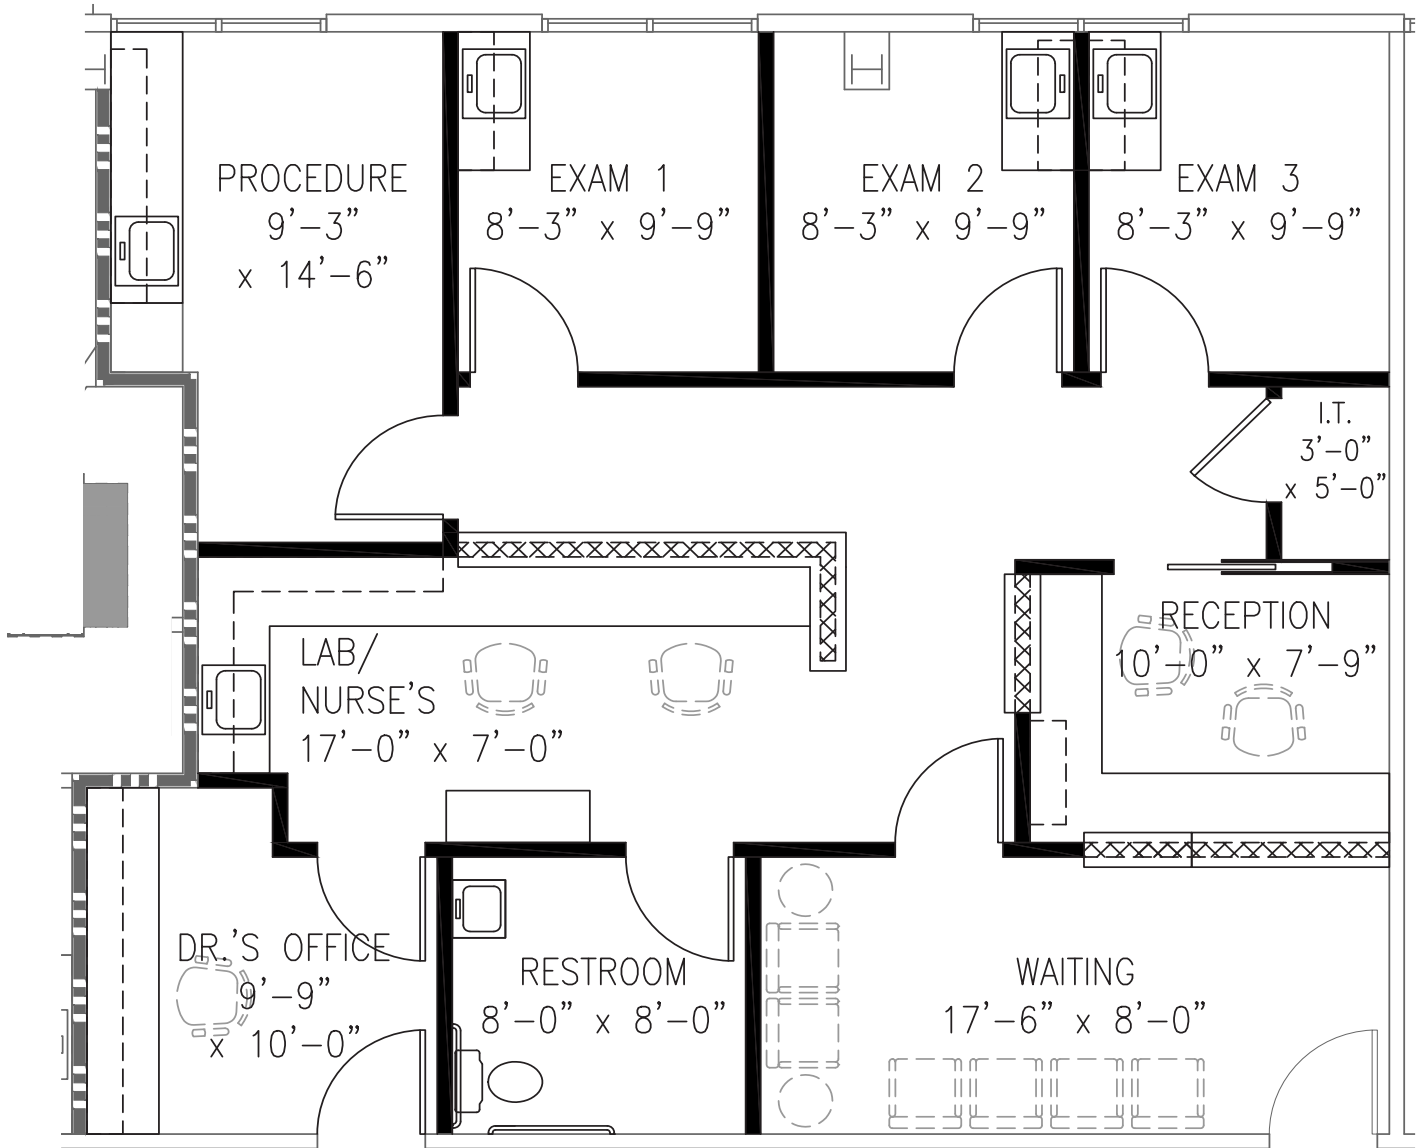 PROCEDURE
9'-3"
x 14'-6"
EXAM 1
8'-3" x 9'-9"
EXAM 2
8'-3" x 9'-9"
EXAM 3
8'-3" x 9'-9"
I.T.
3'-0"
x 5'-0"
RECEPTION
10'-0" x 7'-9"
LAB/
NURSE'S
17'-0" x 7'-0"
DR.'S OFFICE
9'-9"
x 10'-0"
RESTROOM
8'-0" x 8'-0"
WAITING
17'-6" x 8'-0"